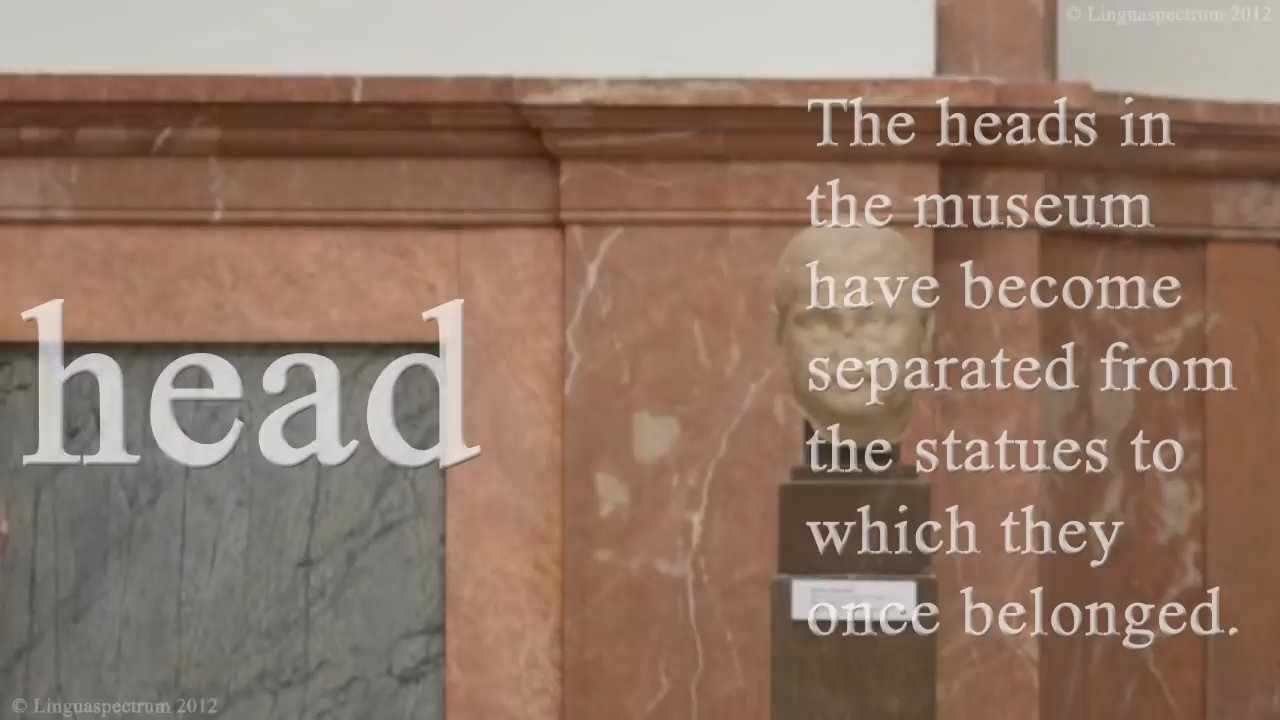 © Linguaspectrum 2012
The heads in
the museum
have become
separated from
the statues to
which they
once belonged.
head
© Linguaspectrum 2012